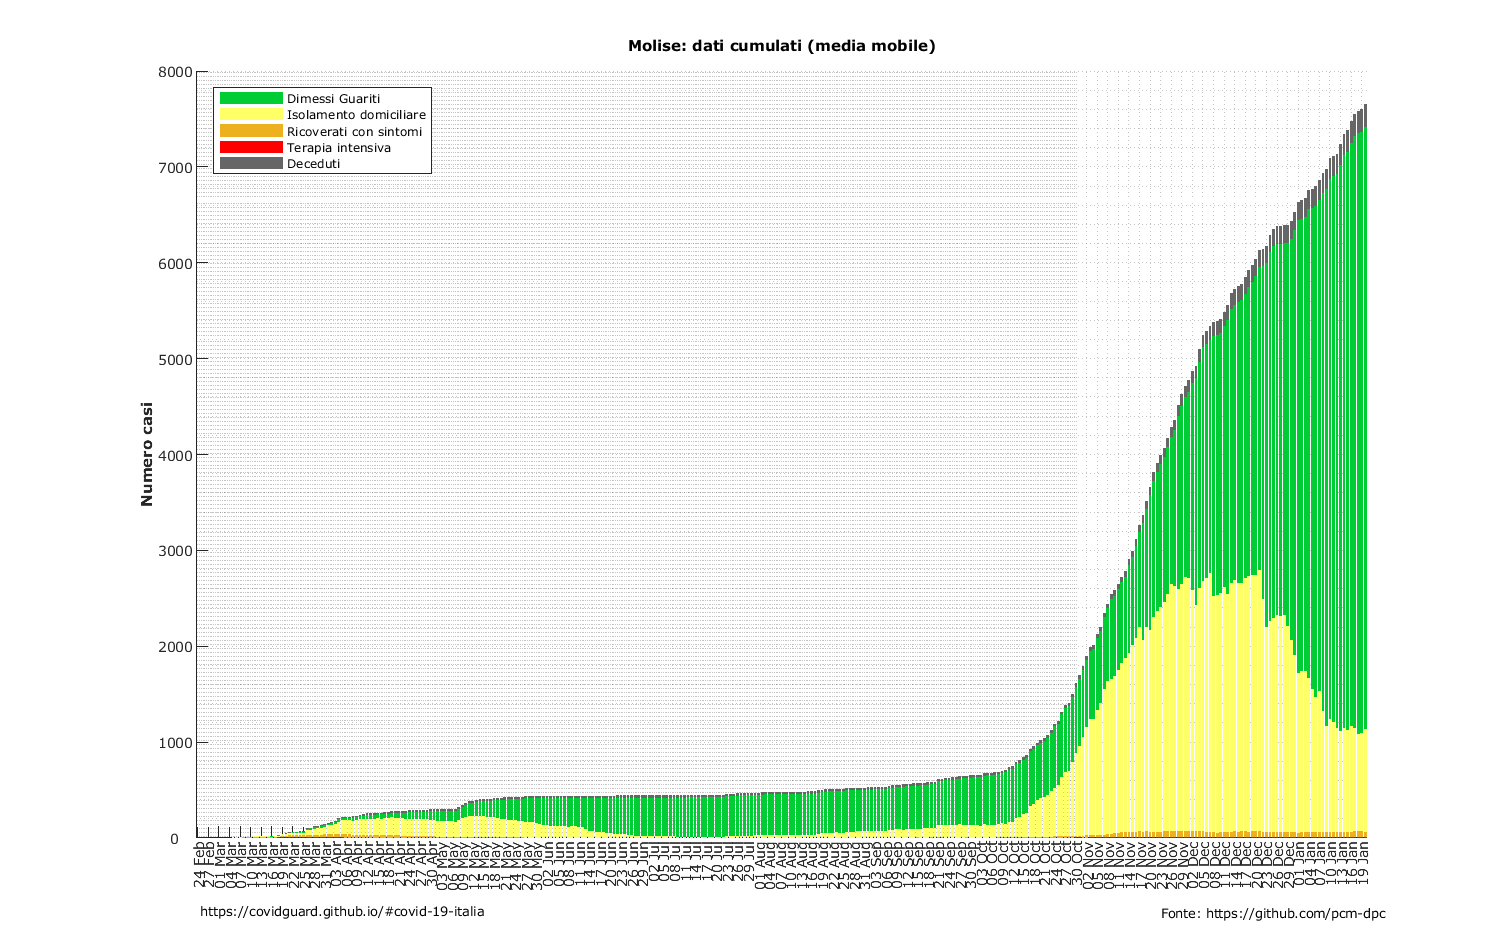 Molise: dati cumulati (media mobile)
8000
7000
6000
5000
4000
3000
2000
1000
0
Numero casi
Dimessi Guariti
Isolamento domiciliare
Ricoverati con sintomi
Terapia intensiva
Deceduti
24 Feb
27 Feb
01 Mar
04 Mar
07 Mar
10 Mar
13 Mar
16 Mar
19 Mar
22 Mar
25 Mar
28 Mar
31 Mar
03 Apr
06 Apr
09 Apr
12 Apr
15 Apr
18 Apr
21 Apr
24 Apr
27 Apr
30 Apr
03 May
06 May
09 May
12 May
15 May
18 May
21 May
24 May
27 May
30 May
02 Jun
05 Jun
08 Jun
11 Jun
14 Jun
17 Jun
20 Jun
23 Jun
26 Jun
29 Jun
02 Jul
05 Jul
08 Jul
11 Jul
14 Jul
17 Jul
20 Jul
23 Jul
26 Jul
29 Jul
01 Aug
04 Aug
07 Aug
10 Aug
13 Aug
16 Aug
19 Aug
22 Aug
25 Aug
28 Aug
31 Aug
03 Sep
06 Sep
09 Sep
12 Sep
15 Sep
18 Sep
21 Sep
24 Sep
27 Sep
30 Sep
03 Oct
06 Oct
09 Oct
12 Oct
15 Oct
18 Oct
21 Oct
24 Oct
27 Oct
30 Oct
02 Nov
05 Nov
08 Nov
11 Nov
14 Nov
17 Nov
20 Nov
23 Nov
26 Nov
29 Nov
02 Dec
05 Dec
08 Dec
11 Dec
14 Dec
17 Dec
20 Dec
23 Dec
26 Dec
29 Dec
01 Jan
04 Jan
07 Jan
10 Jan
13 Jan
16 Jan
19 Jan
https://covidguard.github.io/#covid-19-italia
Fonte: https://github.com/pcm-dpc